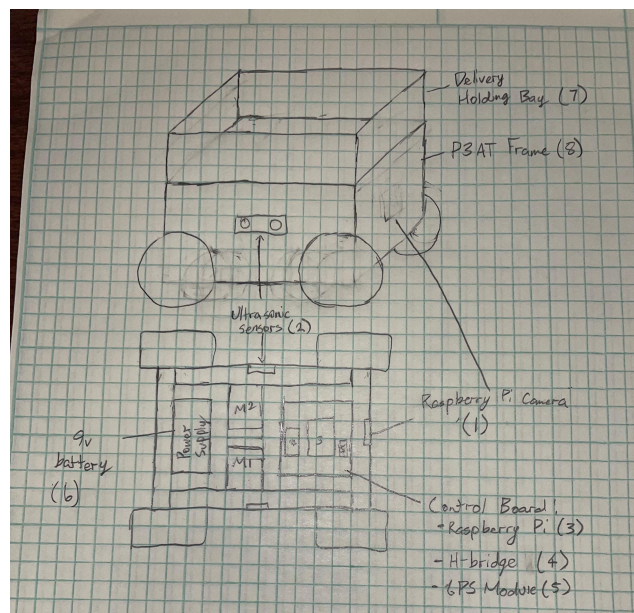 Delivery
Holding Bay (7)
P3AT Frame (8)
Ultrasonic
sensors (2)
Raspberry Pi Camera
(1)
M2
M1
Power
Supply
3
9v
battery
(6)
Control Board:
- Raspberry Pi (3)
- H-bridge (4)
- GPS Module (5)